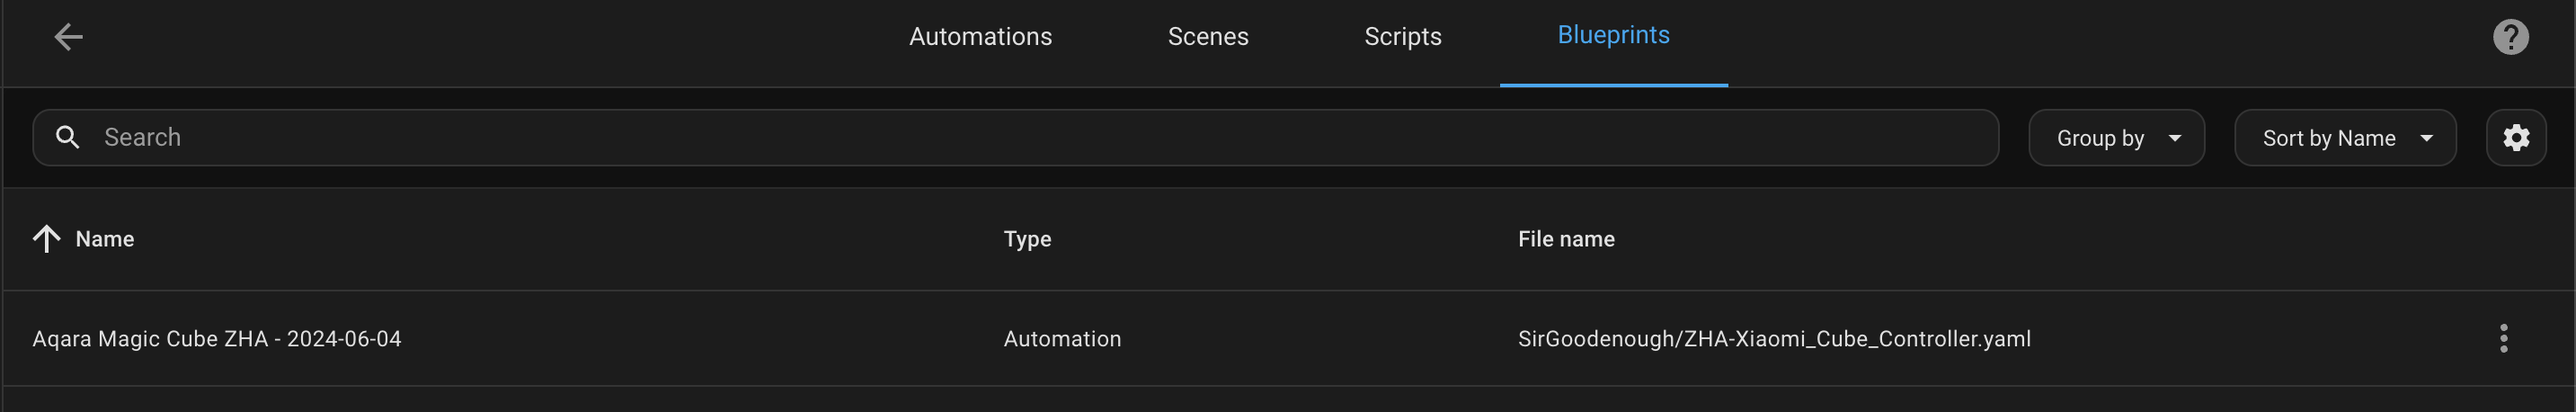 Automations Scenes Scripts Blueprints ?
Search Group by Sort by Name
Name Type File name
Aqara Magic Cube ZHA - 2024-06-04 Automation SirGoodenough/ZHA-Xiaomi_Cube_Controller.yaml